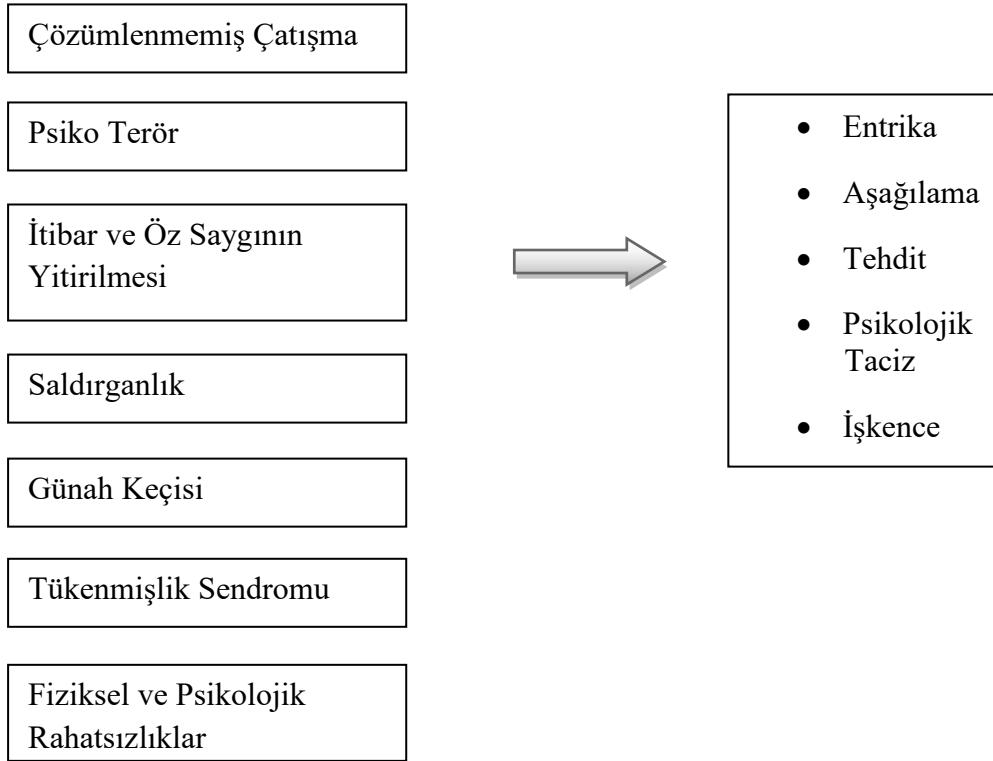 Çözümlenmemiş Çatışma
Psiko Terör
İtibar ve Öz Saygının
Yitirilmesi
Saldırganlık
Günah Keçisi
Tükenmişlik Sendromu
Fiziksel ve Psikolojik
Rahatsızlıklar
• Entrika
• Aşağılama
• Tehdit
• Psikolojik
Taciz
• İşkence